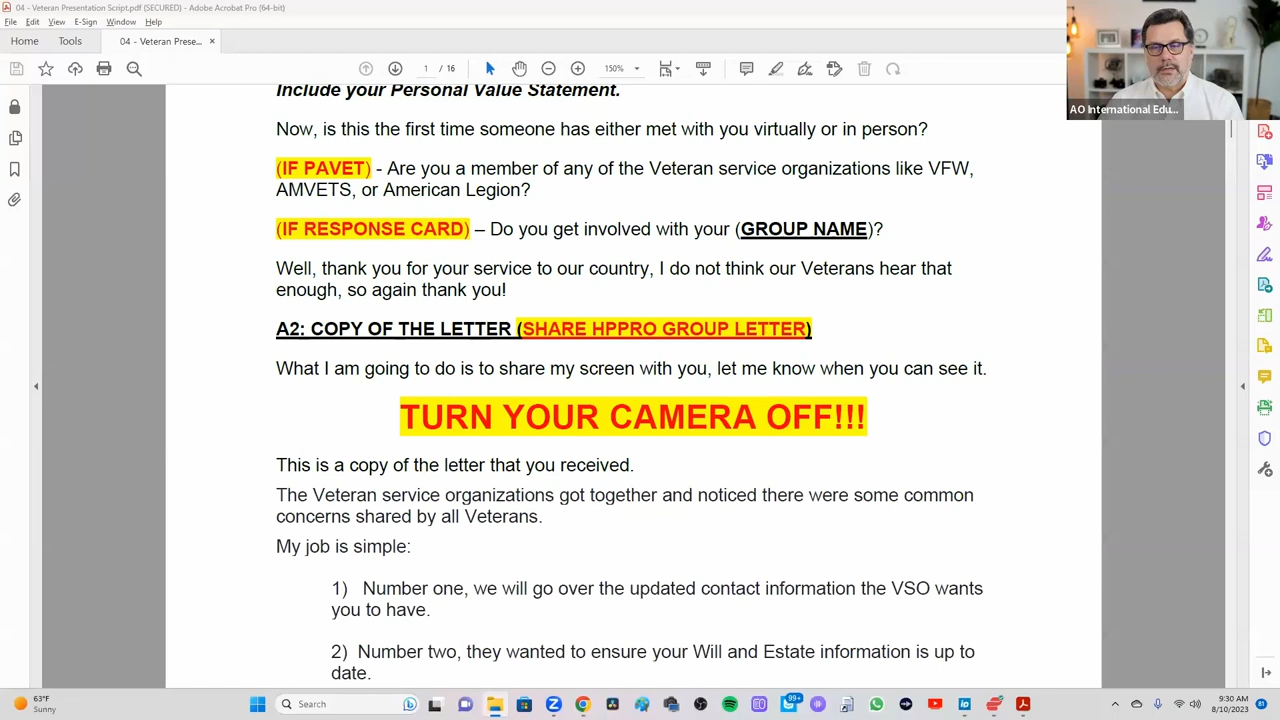 04 - Veteran Presentation Script.pdf (SECURED) - Adobe Acrobat Pro (64-bit)
File Edit View E-Sign Window Help
Home Tools 04 - Veteran Prese... ×
/ 16 150%
AO International Edu...
Include your Personal Value Statement.
Now, is this the first time someone has either met with you virtually or in person?
(IF PAVET) - Are you a member of any of the Veteran service organizations like VFW,
AMVETS, or American Legion?
(IF RESPONSE CARD) – Do you get involved with your (GROUP NAME)?
Well, thank you for your service to our country, I do not think our Veterans hear that
enough, so again thank you!
A2: COPY OF THE LETTER (SHARE HPPRO GROUP LETTER)
What I am going to do is to share my screen with you, let me know when you can see it.
TURN YOUR CAMERA OFF!!!
This is a copy of the letter that you received.
The Veteran service organizations got together and noticed there were some common
concerns shared by all Veterans.
My job is simple:
1) Number one, we will go over the updated contact information the VSO wants
you to have.
2) Number two, they wanted to ensure your Will and Estate information is up to
date.
63°F
Sunny
Search
99+
9:30 AM
8/10/2023
81